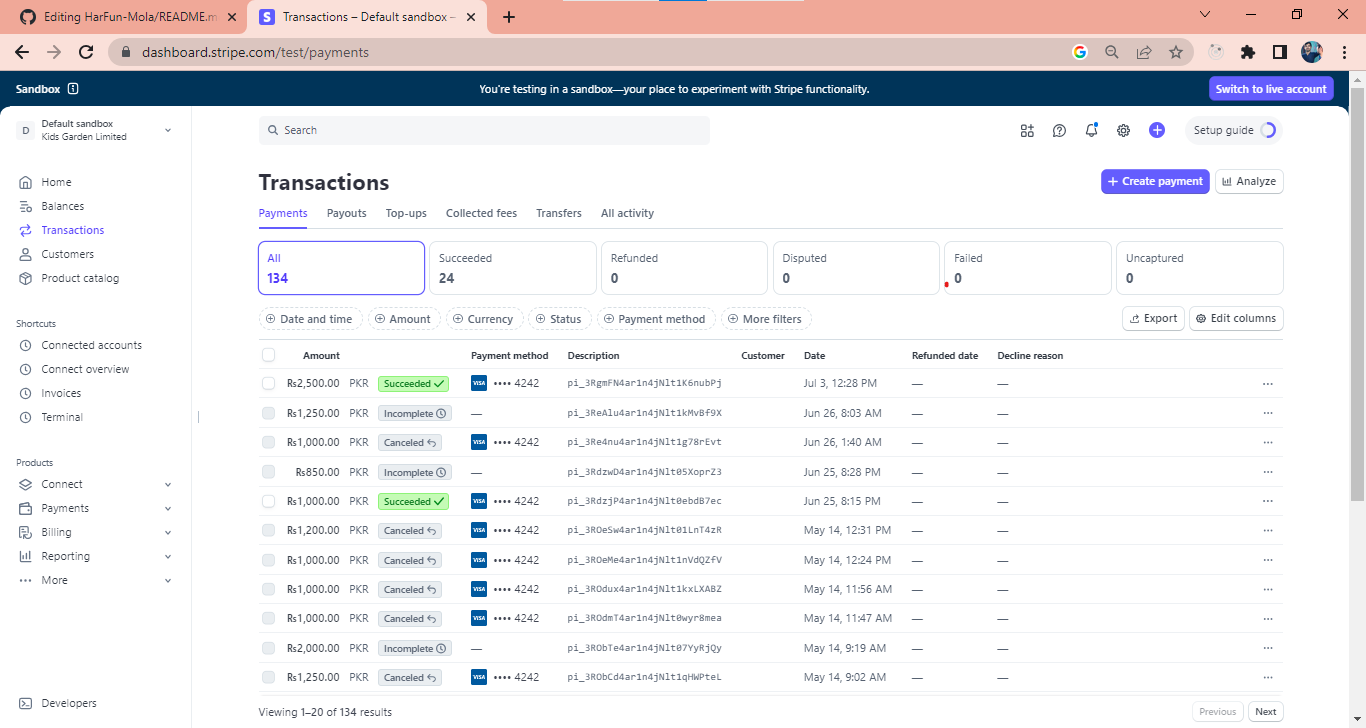 Editing HarFun-Mola/README.m
Transactions – Default sandbox –
dashboard.stripe.com/test/payments
Sandbox
You're testing in a sandbox—your place to experiment with Stripe functionality.
Switch to live account
D
Default sandbox
Kids Garden Limited
Search
Setup guide
Home
Balances
Transactions
Customers
Product catalog
Shortcuts
Connected accounts
Connect overview
Invoices
Terminal
Products
Connect
Payments
Billing
Reporting
More
Developers
Transactions
Create payment
Analyze
Payments Payouts Top-ups Collected fees Transfers All activity
All
134
Succeeded
24
Refunded
0
Disputed
0
Failed
0
Uncaptured
0
Date and time Amount Currency Status Payment method More filters
Export Edit columns
Amount Payment method Description Customer Date Refunded date Decline reason
Rs2,500.00 PKR Succeeded VISA •••• 4242 pi_3RgmFN4ar1n4jNlt1K6nubPj Jul 3, 12:28 PM — — ···
Rs1,250.00 PKR Incomplete — pi_3ReAlu4ar1n4jNlt1kMvBf9X Jun 26, 8:03 AM — — ···
Rs1,000.00 PKR Canceled VISA •••• 4242 pi_3Re4nu4ar1n4jNlt1g78rEvt Jun 26, 1:40 AM — — ···
Rs850.00 PKR Incomplete — pi_3RdzwD4ar1n4jNlt05XoprZ3 Jun 25, 8:28 PM — — ···
Rs1,000.00 PKR Succeeded VISA •••• 4242 pi_3RdzjP4ar1n4jNlt0ebdB7ec Jun 25, 8:15 PM — — ···
Rs1,200.00 PKR Canceled VISA •••• 4242 pi_3ROeSw4ar1n4jNlt01LnT4zR May 14, 12:31 PM — — ···
Rs1,000.00 PKR Canceled VISA •••• 4242 pi_3ROeMe4ar1n4jNlt1nVdQZfV May 14, 12:24 PM — — ···
Rs1,000.00 PKR Canceled VISA •••• 4242 pi_3ROdux4ar1n4jNlt1kxLXABZ May 14, 11:56 AM — — ···
Rs1,000.00 PKR Canceled VISA •••• 4242 pi_3ROdmT4ar1n4jNlt0wyr8mea May 14, 11:47 AM — — ···
Rs2,000.00 PKR Incomplete — pi_3RObTe4ar1n4jNlt07YyRjQy May 14, 9:19 AM — — ···
Rs1,250.00 PKR Canceled VISA •••• 4242 pi_3RObCd4ar1n4jNlt1qHWPteL May 14, 9:02 AM — — ···
Viewing 1–20 of 134 results
Previous Next